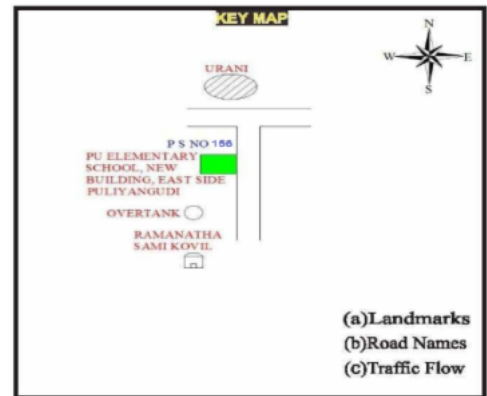 KEY MAP
N
W E
S
URANI
P S NO 156
PU ELEMENTARY
SCHOOL, NEW
BUILDING, EAST SIDE
PULIYANGUDI
OVERTANK
RAMANATHA
SAMI KOVIL
(a)Landmarks
(b)Road Names
(c)Traffic Flow